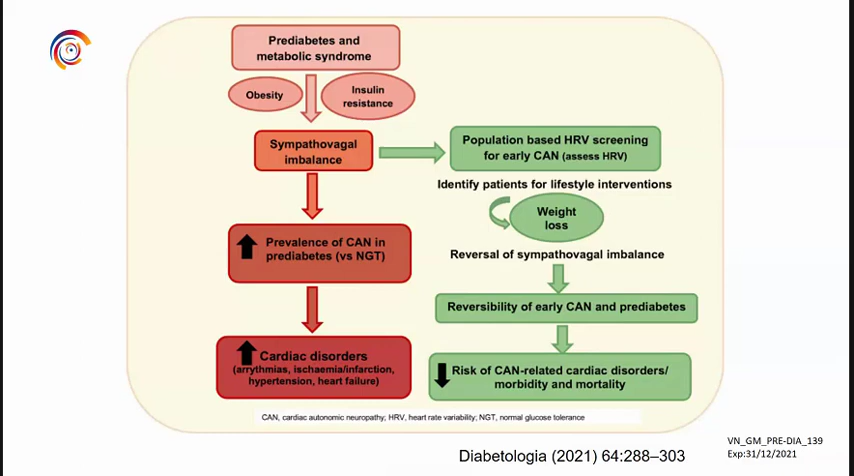 Prediabetes and
metabolic syndrome
Obesity
Insulin
resistance
Sympathovagal
imbalance
Population based HRV screening
for early CAN (assess HRV)
Identify patients for lifestyle interventions
Weight
loss
Reversal of sympathovagal imbalance
Prevalence of CAN in
prediabetes (vs NGT)
Reversibility of early CAN and prediabetes
Cardiac disorders
(arrythmias, ischaemia/infarction,
hypertension, heart failure)
Risk of CAN-related cardiac disorders/
morbidity and mortality
CAN, cardiac autonomic neuropathy; HRV, heart rate variability; NGT, normal glucose tolerance
Diabetologia (2021) 64:288–303
VN_GM_PRE-DIA_139
Exp:31/12/2021